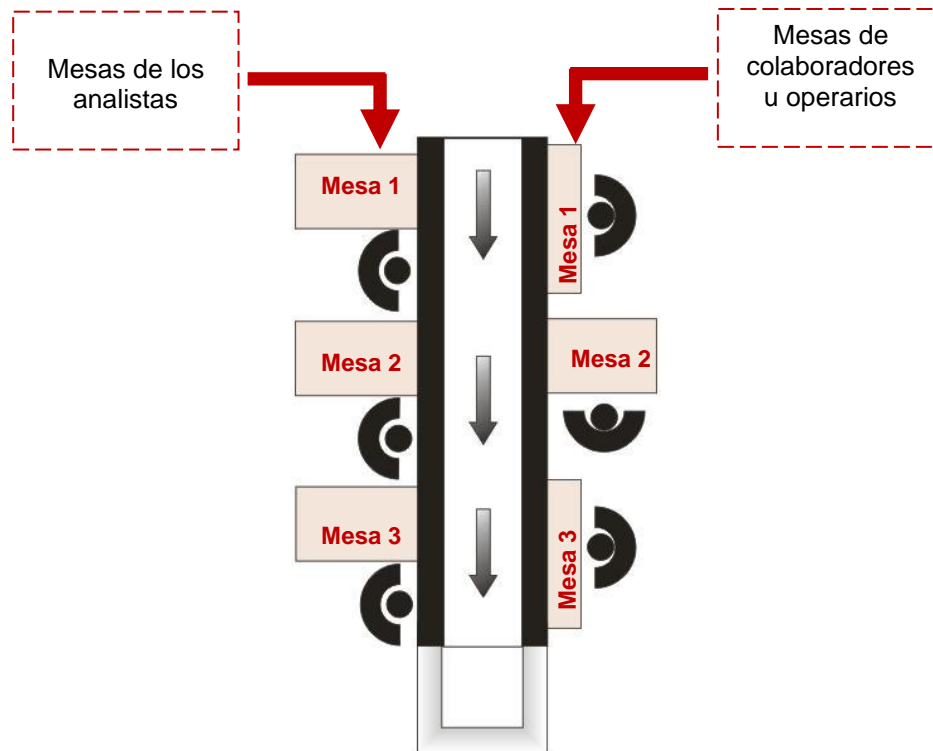 Mesas de los
analistas
Mesas de
colaboradores
u operarios
Mesa 1
Mesa 1
Mesa 2
Mesa 2
Mesa 3
Mesa 3